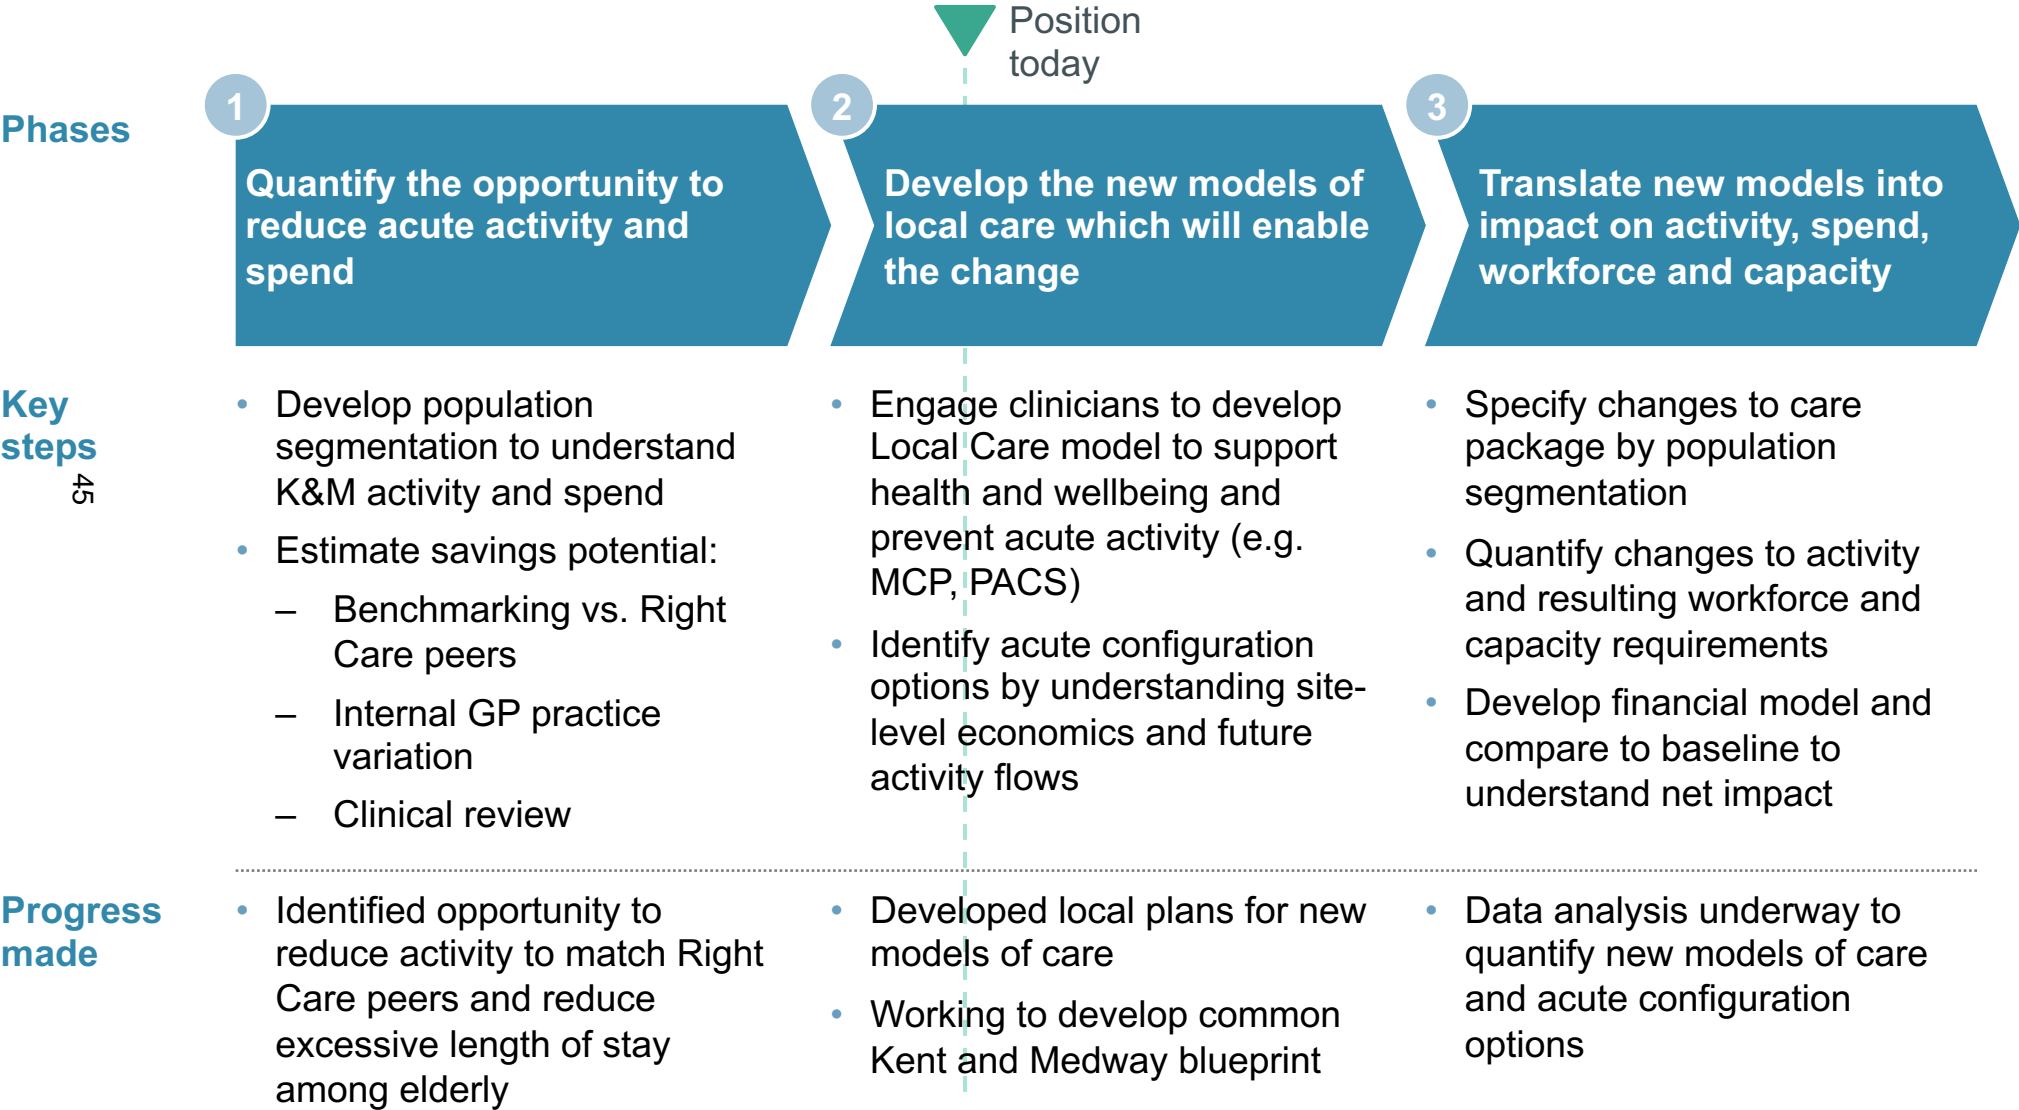 Position
today
Phases
1
Quantify the opportunity to
reduce acute activity and
spend
2
Develop the new models of
local care which will enable
the change
3
Translate new models into
impact on activity, spend,
workforce and capacity
Key
steps
45
• Develop population
segmentation to understand
K&M activity and spend
• Estimate savings potential:
– Benchmarking vs. Right
Care peers
– Internal GP practice
variation
– Clinical review
• Engage clinicians to develop
Local Care model to support
health and wellbeing and
prevent acute activity (e.g.
MCP, PACS)
• Identify acute configuration
options by understanding site-
level economics and future
activity flows
• Specify changes to care
package by population
segmentation
• Quantify changes to activity
and resulting workforce and
capacity requirements
• Develop financial model and
compare to baseline to
understand net impact
Progress
made
• Identified opportunity to
reduce activity to match Right
Care peers and reduce
excessive length of stay
among elderly
• Developed local plans for new
models of care
• Working to develop common
Kent and Medway blueprint
• Data analysis underway to
quantify new models of care
and acute configuration
options